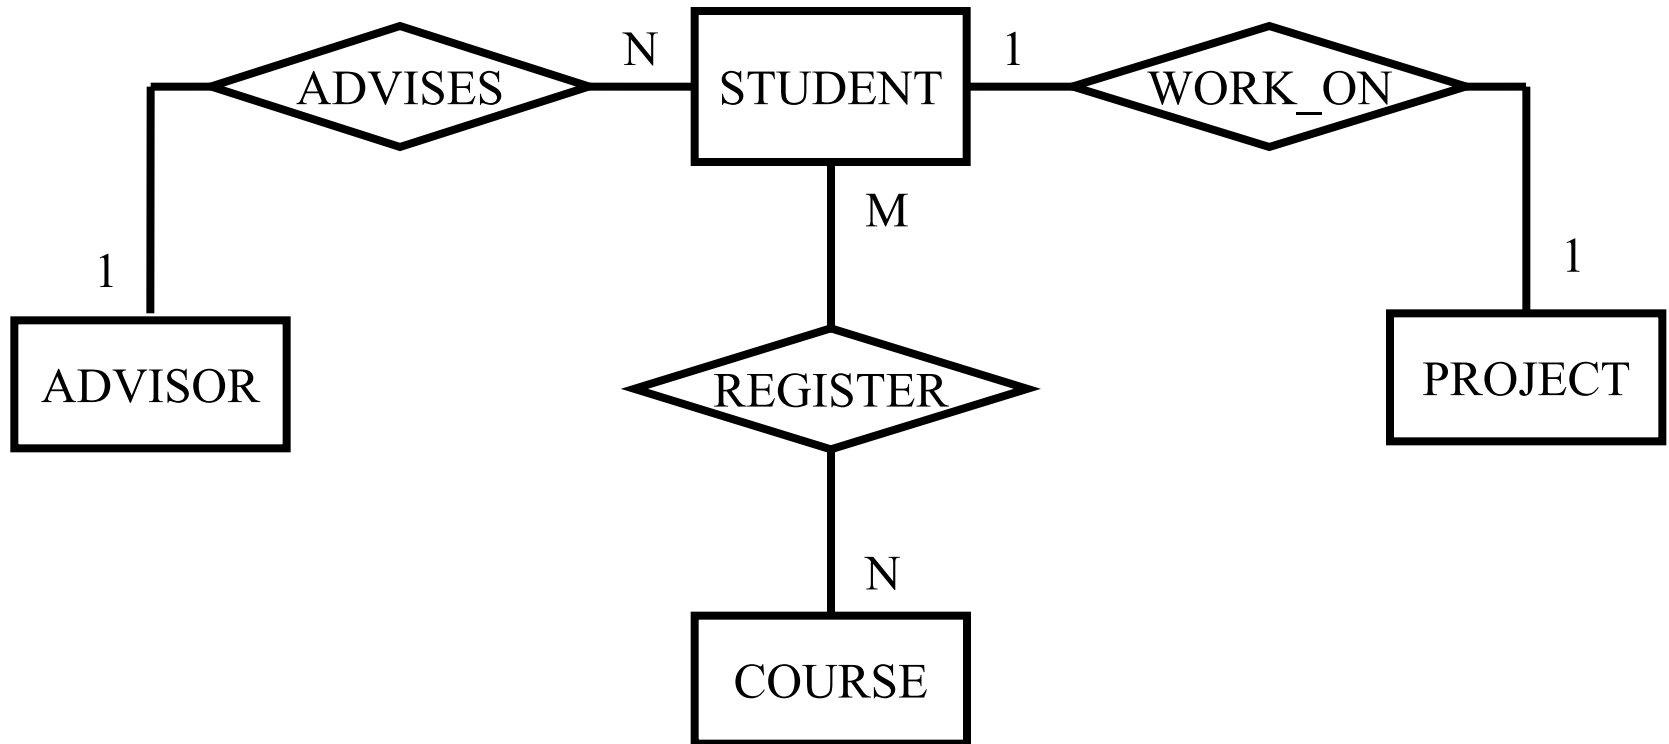 N
1
ADVISES
STUDENT
WORK_ON
M
1
1
ADVISOR
REGISTER
PROJECT
N
COURSE